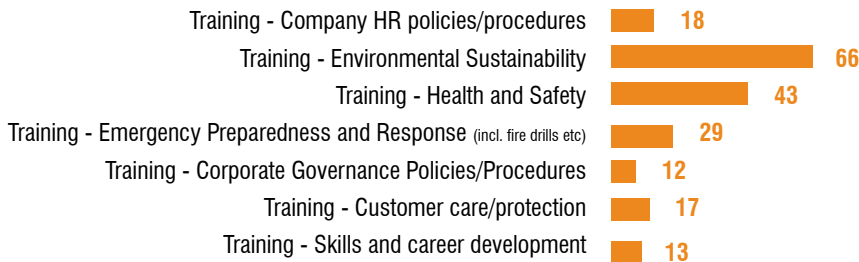 Training - Company HR policies/procedures 18
Training - Environmental Sustainability 66
Training - Health and Safety 43
Training - Emergency Preparedness and Response (incl. fire drills etc) 29
Training - Corporate Governance Policies/Procedures 12
Training - Customer care/protection 17
Training - Skills and career development 13